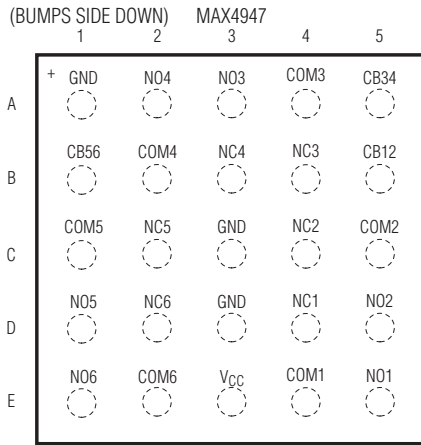 (BUMPS SIDE DOWN) MAX4947
1 2 3 4 5
+ GND NO4 NO3 COM3 CB34
A
CB56 COM4 NC4 NC3 CB12
B
COM5 NC5 GND NC2 COM2
C
NO5 NC6 GND NC1 NO2
D
NO6 COM6 VCC COM1 NO1
E